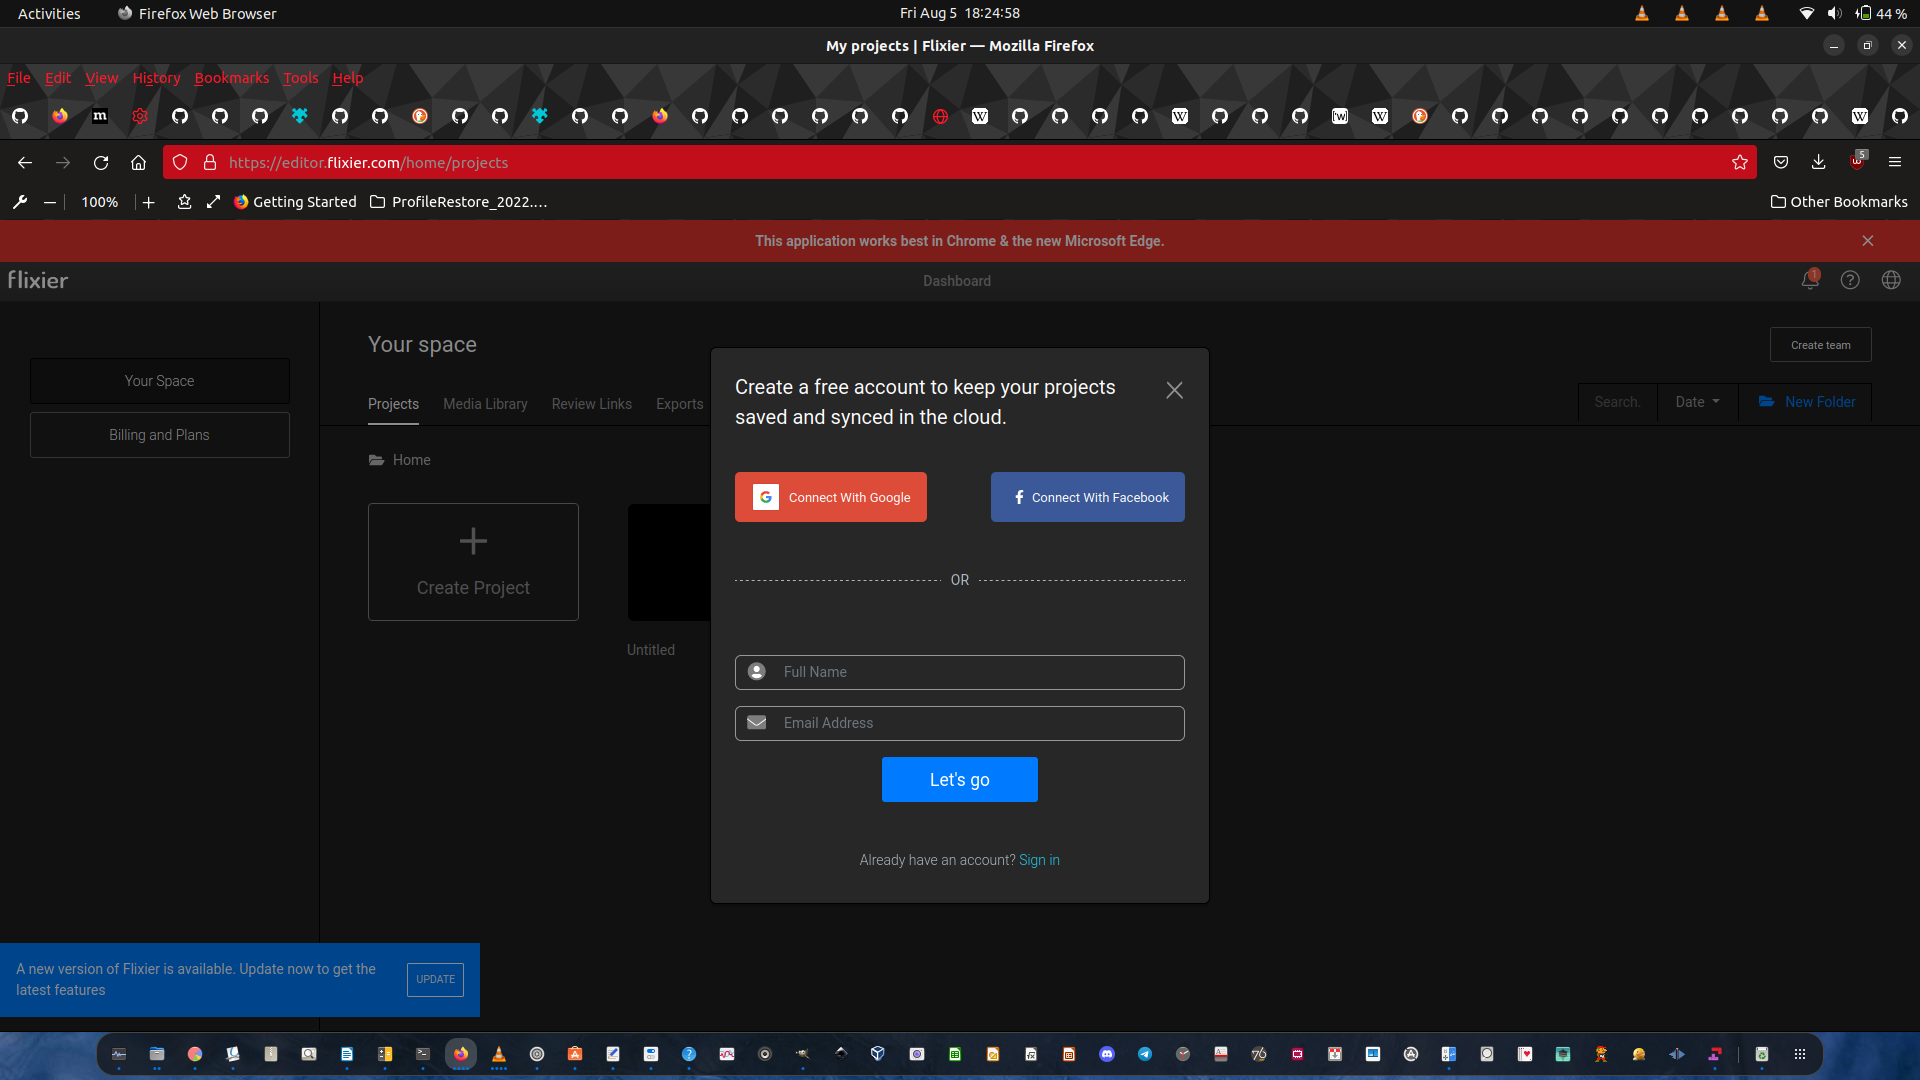 Activities
Firefox Web Browser
Fri Aug 5 18:24:58
44 %
My projects | Flixier — Mozilla Firefox
File Edit View History Bookmarks Tools Help
https://editor.flixier.com/home/projects
5
100%
Getting Started
ProfileRestore_2022....
Other Bookmarks
This application works best in Chrome & the new Microsoft Edge.
flixier
Dashboard
1
Your space
Create team
Your Space
Billing and Plans
Projects
Media Library
Review Links
Exports
Search.
Date
New Folder
Home
Create Project
Untitled
Create a free account to keep your projects
saved and synced in the cloud.
Connect With Google
Connect With Facebook
OR
Full Name
Email Address
Let's go
Already have an account? Sign in
A new version of Flixier is available. Update now to get the
latest features
UPDATE